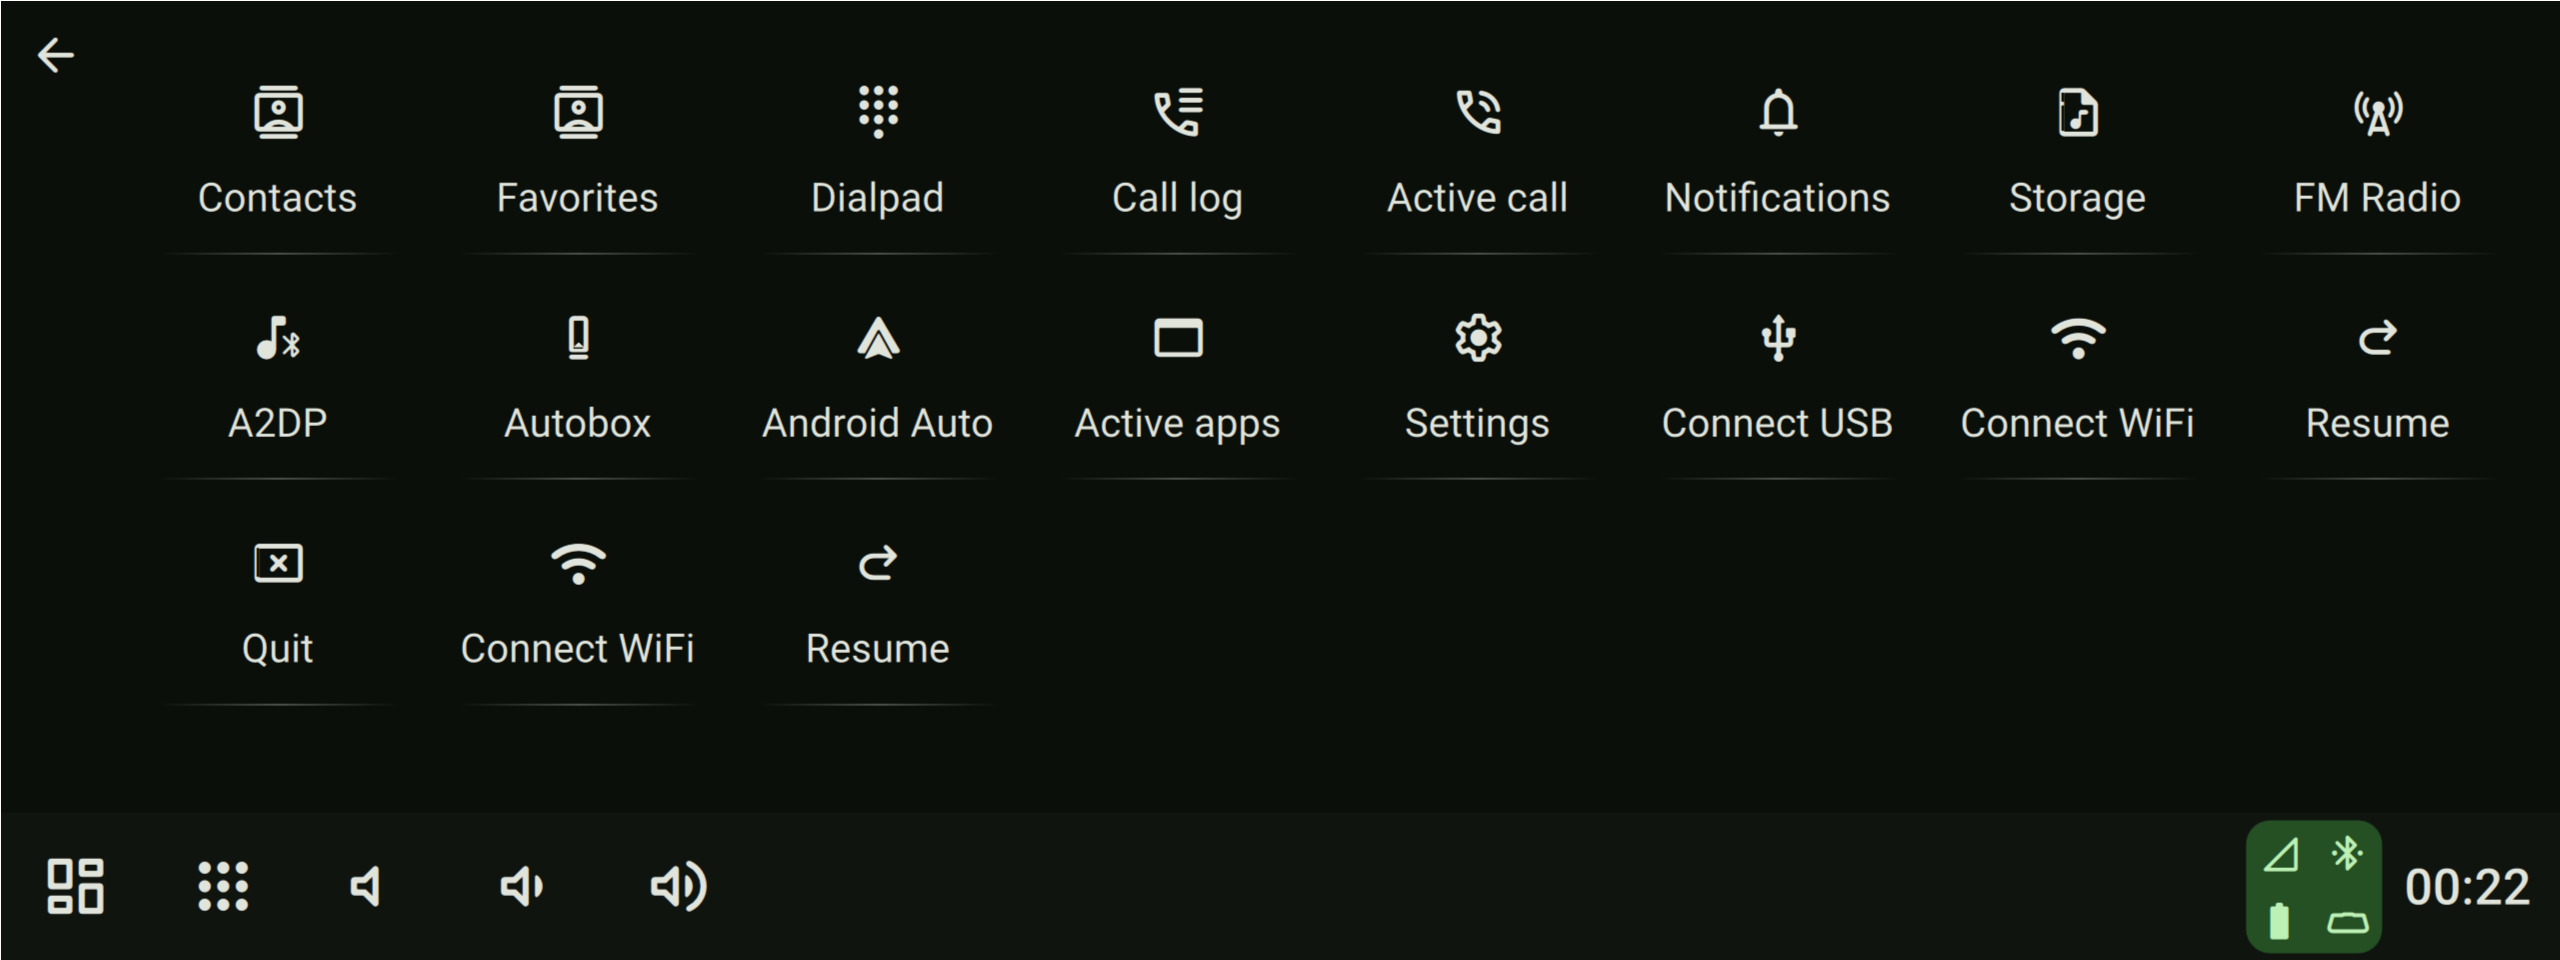 Contacts Favorites Dialpad Call log Active call Notifications Storage FM Radio
A2DP Autobox Android Auto Active apps Settings Connect USB Connect WiFi Resume
Quit Connect WiFi Resume
00:22